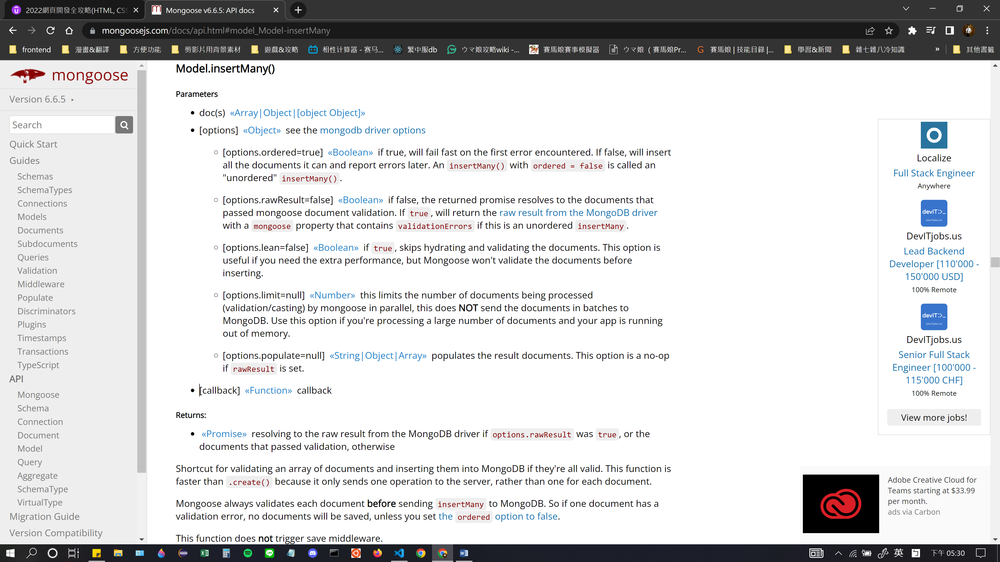 2022網頁開發全攻略(HTML, CSS
Mongoose v6.6.5: API docs
mongoosejs.com/docs/api.html#model_Model-insertMany
frontend
漫畫&翻譯
方便功能
剪影片用背景素材
遊戲&攻略
相性计算器 - 赛马...
繁中服db
ウマ娘攻略wiki -...
賽馬娘賽事模擬器
ウマ娘（賽馬娘Pr...
賽馬娘 | 技能目錄 |...
學習&新聞
雜七雜八冷知識
»
其他書籤
mongoose
Version 6.6.5
Search
Quick Start
Guides
Schemas
SchemaTypes
Connections
Models
Documents
Subdocuments
Queries
Validation
Middleware
Populate
Discriminators
Plugins
Timestamps
Transactions
TypeScript
API
Mongoose
Schema
Connection
Document
Model
Query
Aggregate
SchemaType
VirtualType
Migration Guide
Version Compatibility
Model.insertMany()
Parameters
doc(s) «Array|Object|[object Object]»
[options] «Object» see the mongodb driver options
[options.ordered=true] «Boolean» if true, will fail fast on the first error encountered. If false, will insert
all the documents it can and report errors later. An insertMany() with ordered = false is called an
"unordered" insertMany().
[options.rawResult=false] «Boolean» if false, the returned promise resolves to the documents that
passed mongoose document validation. If true, will return the raw result from the MongoDB driver
with a mongoose property that contains validationErrors if this is an unordered insertMany.
[options.lean=false] «Boolean» if true, skips hydrating and validating the documents. This option is
useful if you need the extra performance, but Mongoose won't validate the documents before
inserting.
[options.limit=null] «Number» this limits the number of documents being processed
(validation/casting) by mongoose in parallel, this does NOT send the documents in batches to
MongoDB. Use this option if you're processing a large number of documents and your app is running
out of memory.
[options.populate=null] «String|Object|Array» populates the result documents. This option is a no-op
if rawResult is set.
[callback] «Function» callback
Returns:
«Promise» resolving to the raw result from the MongoDB driver if options.rawResult was true, or the
documents that passed validation, otherwise
Shortcut for validating an array of documents and inserting them into MongoDB if they're all valid. This function is
faster than .create() because it only sends one operation to the server, rather than one for each document.
Mongoose always validates each document before sending insertMany to MongoDB. So if one document has a
validation error, no documents will be saved, unless you set the ordered option to false.
This function does not trigger save middleware.
Localize
Full Stack Engineer
Anywhere
devIT:>_
[devITjobs.uk]
DevITjobs.us
Lead Backend
Developer [110'000 -
150'000 USD]
100% Remote
devIT:>_
[devITjobs.uk]
DevITjobs.us
Senior Full Stack
Engineer [100'000 -
115'000 CHF]
100% Remote
View more jobs!
Adobe Creative Cloud for
Teams starting at $33.99
per month.
ads via Carbon
英
下午 05:30